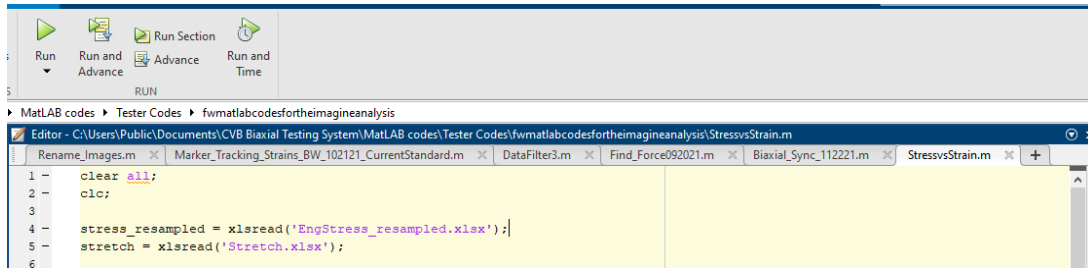 Run Section
Run Run and Advance Run and
Advance Time
RUN
MatLAB codes Tester Codes fwmatlabcodesfortheimagineanalysis
Editor - C:\Users\Public\Documents\CVB Biaxial Testing System\MatLAB codes\Tester Codes\fwmatlabcodesfortheimagineanalysis\StressvsStrain.m
Rename_Images.m Marker_Tracking_Strains_BW_102121_CurrentStandard.m DataFilter3.m Find_Force092021.m Biaxial_Sync_112221.m StressvsStrain.m +
1 - clear all;
2 - clc;
3
4 - stress_resampled = xlsread('EngStress_resampled.xlsx');
5 - stretch = xlsread('Stretch.xlsx');
6